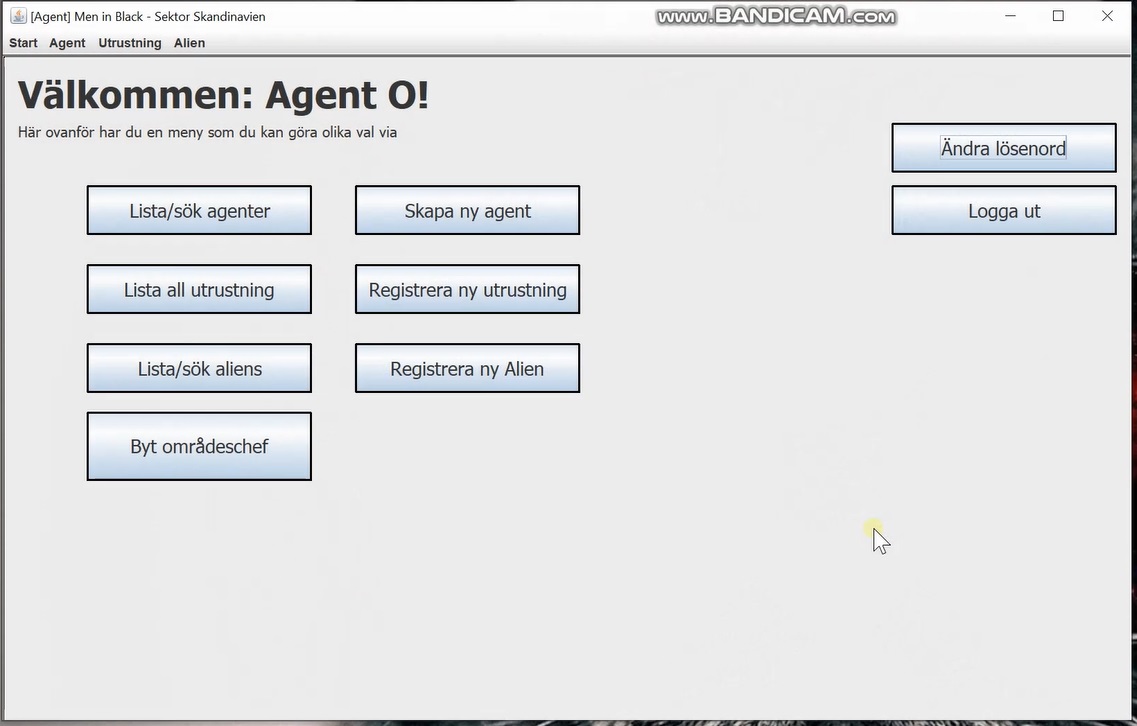 [Agent] Men in Black - Sektor Skandinavien
www.BANDICAM.com
Start Agent Utrustning Alien
Välkommen: Agent O!
Här ovanför har du en meny som du kan göra olika val via
Ändra lösenord
Lista/sök agenter
Skapa ny agent
Logga ut
Lista all utrustning
Registrera ny utrustning
Lista/sök aliens
Registrera ny Alien
Byt områdeschef